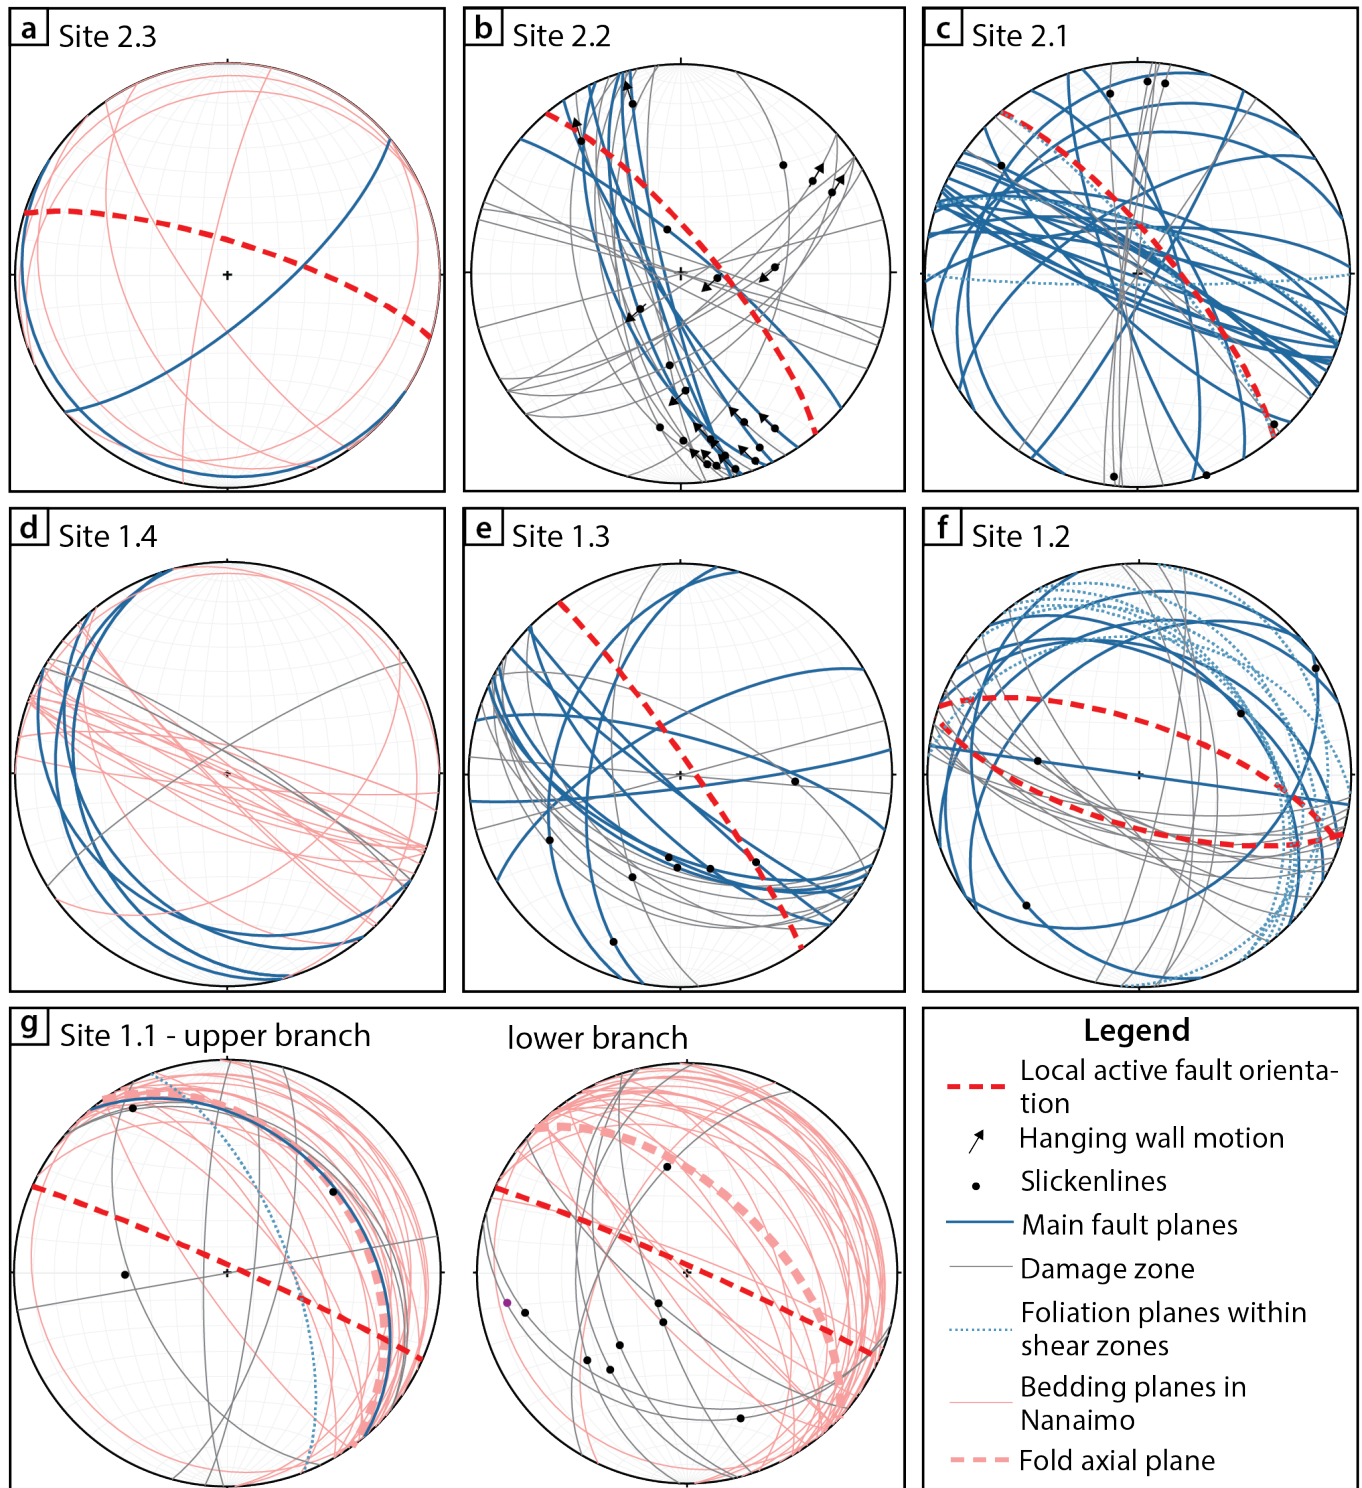 a Site 2.3
b Site 2.2
c Site 2.1
d Site 1.4
e Site 1.3
f Site 1.2
g Site 1.1 - upper branch
lower branch
Legend
Local active fault orienta-
tion
Hanging wall motion
Slickenlines
Main fault planes
Damage zone
Foliation planes within
shear zones
Bedding planes in
Nanaimo
Fold axial plane